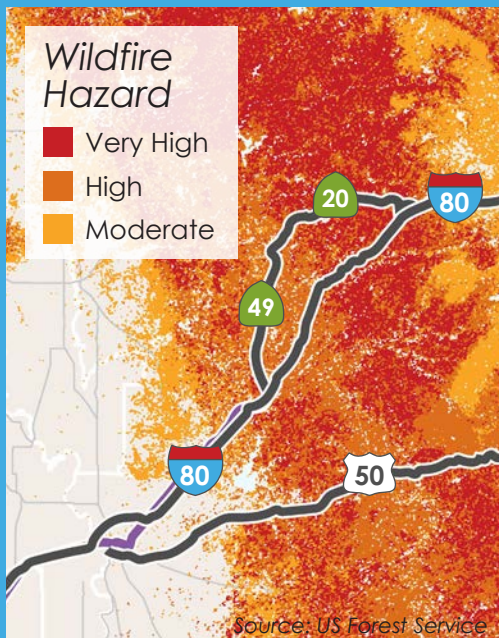 Wildfire
Hazard
Very High
High
Moderate
20
80
49
80
50
Source: US Forest Service